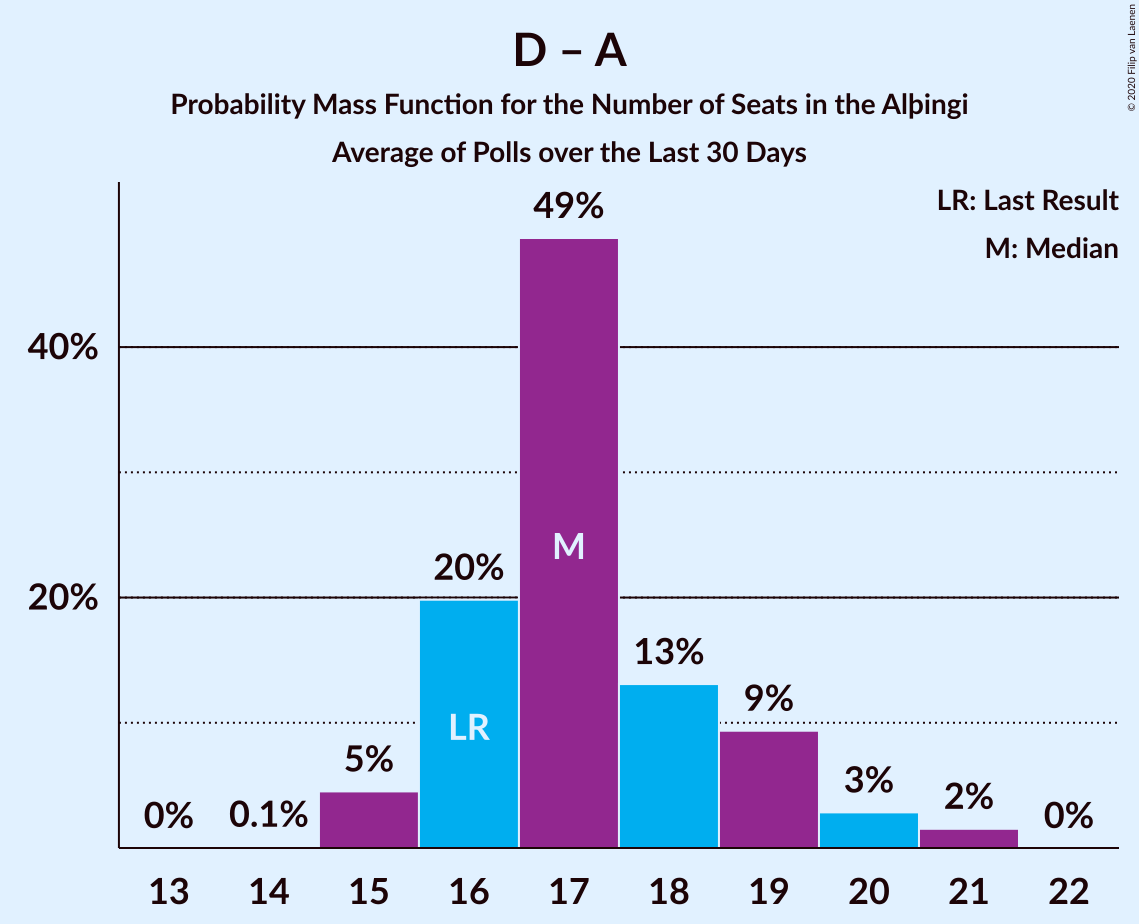 D – A
Probability Mass Function for the Number of Seats in the Alþingi
Average of Polls over the Last 30 Days
© 2020 Filip van Laenen
LR: Last Result
M: Median
49%
40%
M
20%
20%
13%
9%
LR
5%
3%
2%
0%
0.1%
0%
13 14 15 16 17 18 19 20 21 22